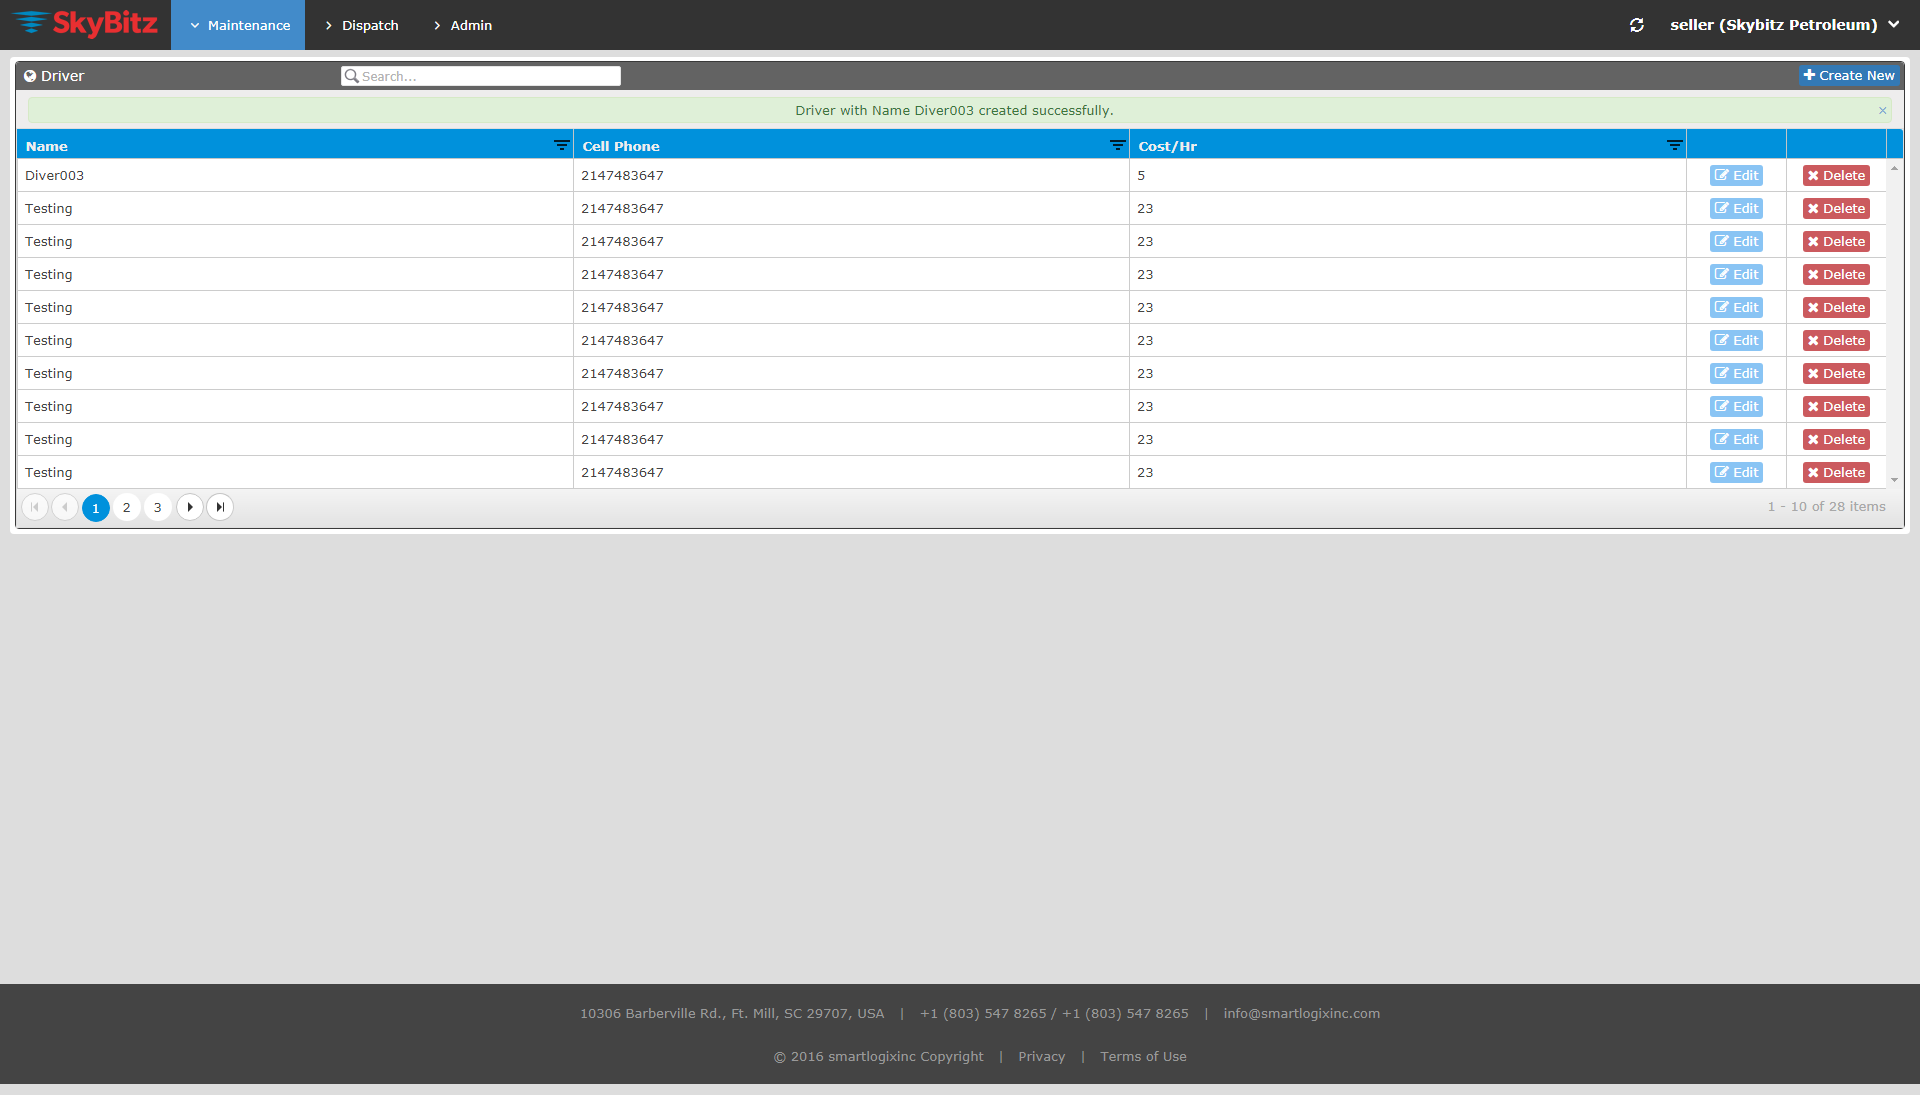 SkyBitz Maintenance Dispatch Admin seller (Skybitz Petroleum)
Driver Search... Create New
Driver with Name Diver003 created successfully. ×
Name Cell Phone Cost/Hr
Diver003 2147483647 5 Edit Delete
Testing 2147483647 23 Edit Delete
Testing 2147483647 23 Edit Delete
Testing 2147483647 23 Edit Delete
Testing 2147483647 23 Edit Delete
Testing 2147483647 23 Edit Delete
Testing 2147483647 23 Edit Delete
Testing 2147483647 23 Edit Delete
Testing 2147483647 23 Edit Delete
Testing 2147483647 23 Edit Delete
1 2 3 1 - 10 of 28 items
10306 Barberville Rd., Ft. Mill, SC 29707, USA | +1 (803) 547 8265 / +1 (803) 547 8265 | info@smartlogixinc.com
© 2016 smartlogixinc Copyright | Privacy | Terms of Use